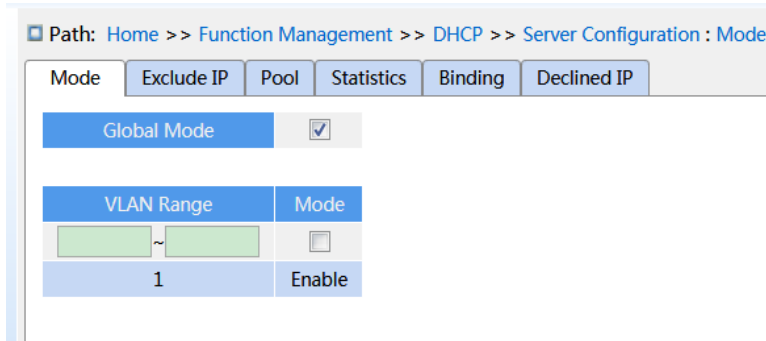 Path: Home >> Function Management >> DHCP >> Server Configuration : Mode
Mode Exclude IP Pool Statistics Binding Declined IP
Global Mode
VLAN Range Mode
~
1 Enable